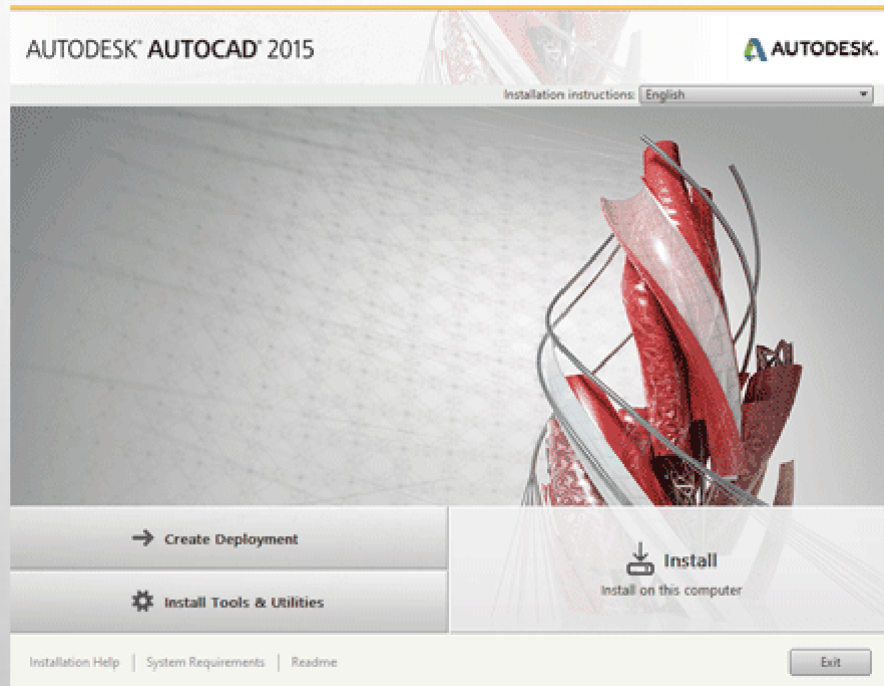 AUTODESK® AUTOCAD® 2015
AUTODESK.
Installation instructions: English
Create Deployment
Install Tools & Utilities
Install
Install on this computer
Installation Help | System Requirements | Readme
Exit